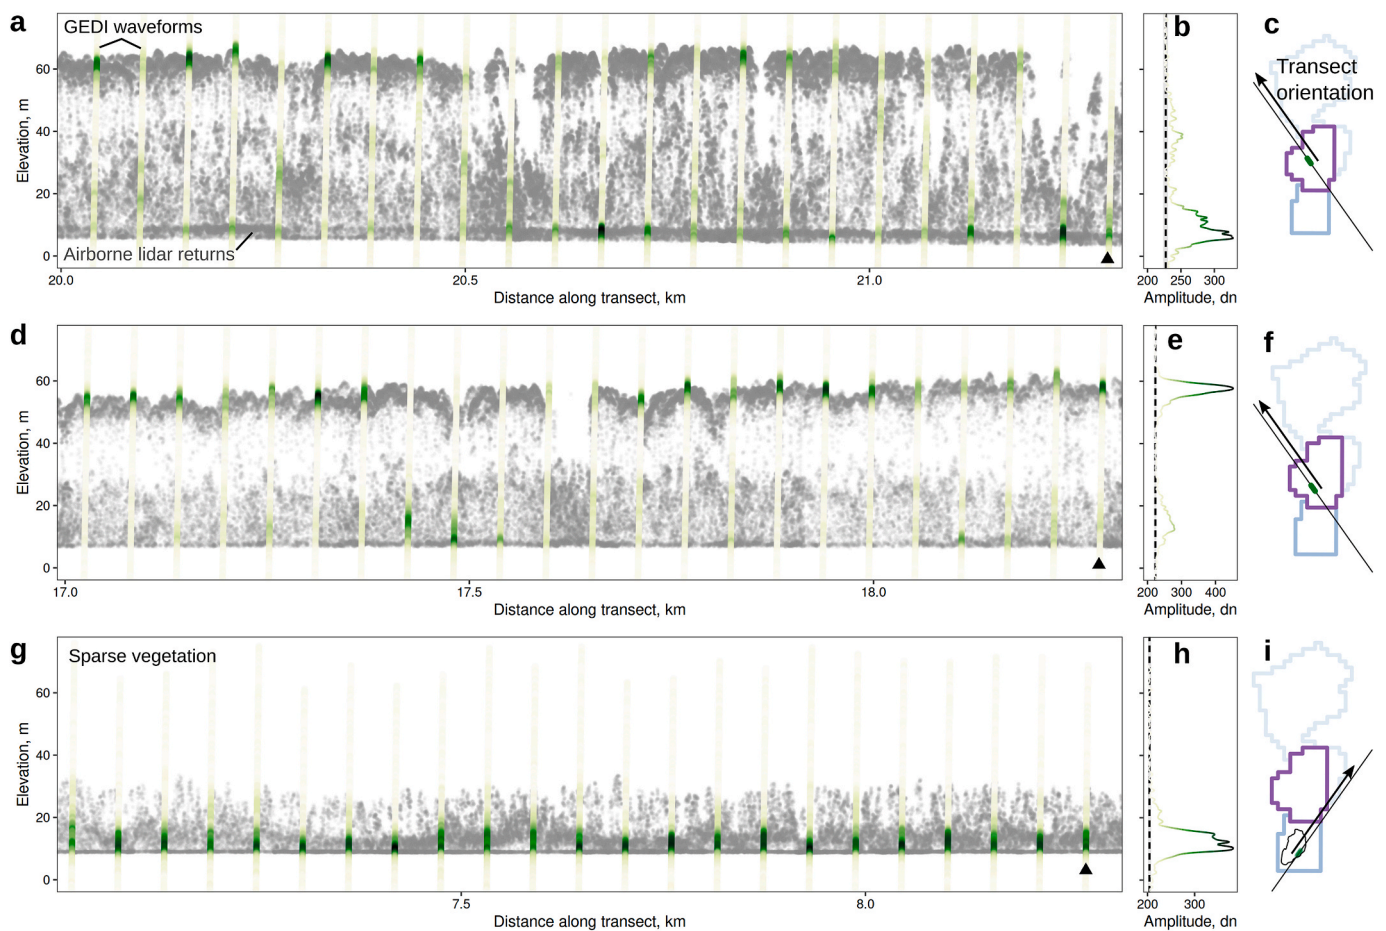 a
GEDI waveforms
60
40
20
0
Elevation, m
Airborne lidar returns
20.0
20.5
21.0
Distance along transect, km
b
200
250
300
Amplitude, dn
c
Transect
orientation
d
60
40
20
0
Elevation, m
17.0
17.5
18.0
Distance along transect, km
e
200
300
400
Amplitude, dn
f
g
Sparse vegetation
60
40
20
0
Elevation, m
7.5
8.0
Distance along transect, km
h
200
300
Amplitude, dn
i